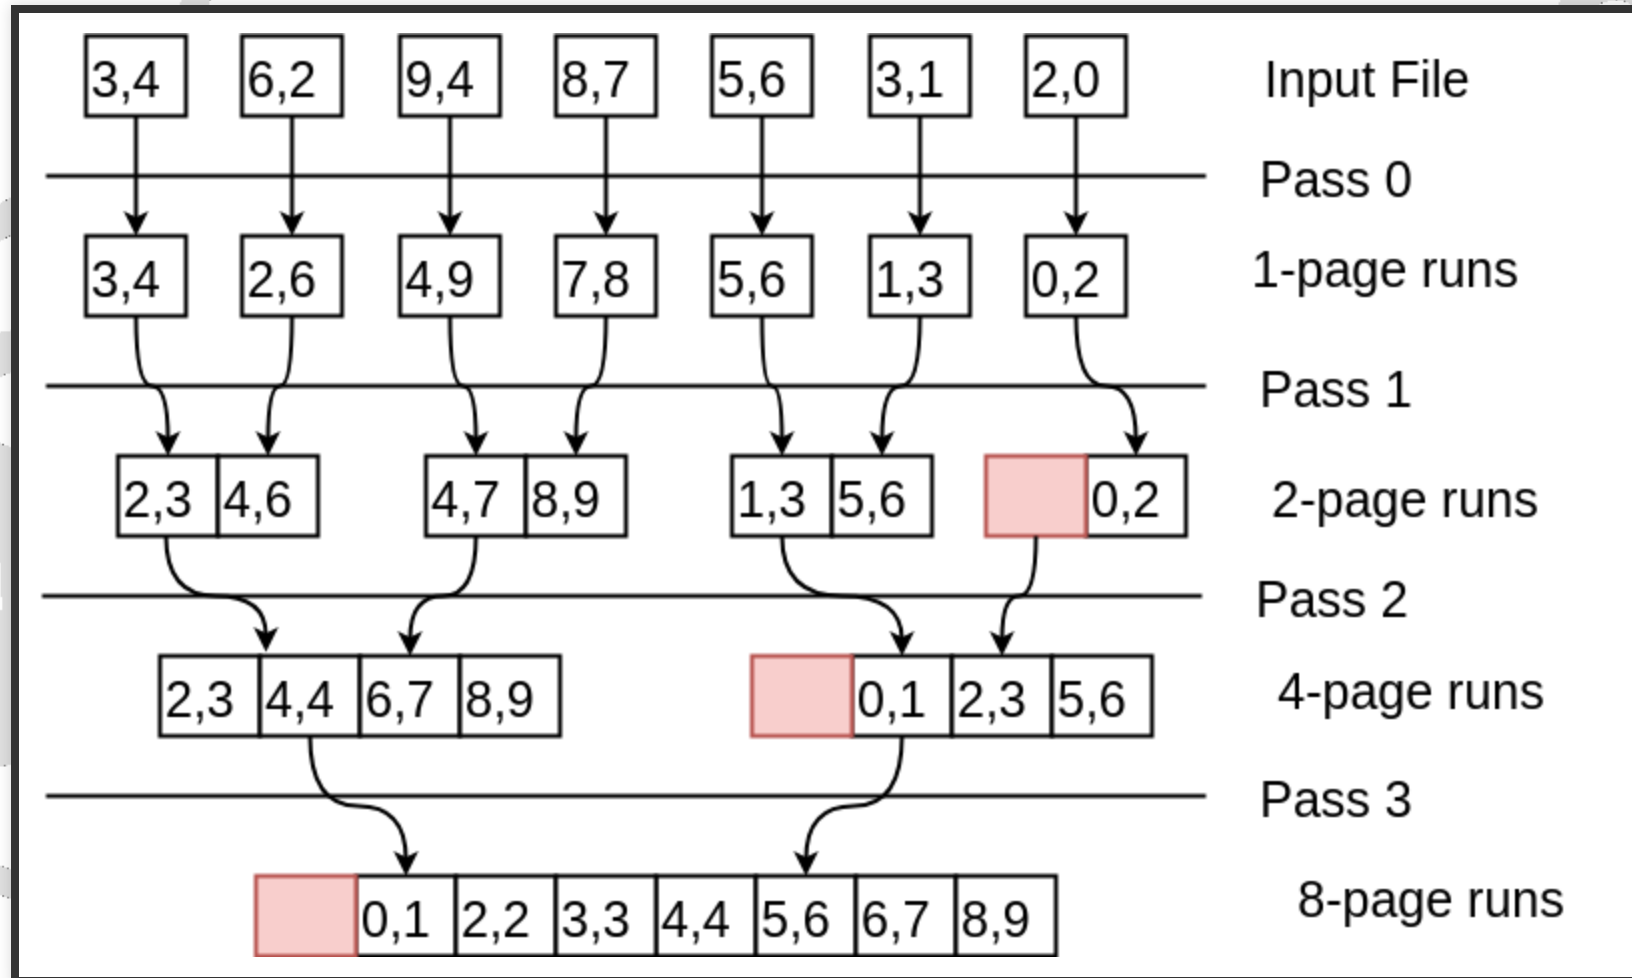 3,4 6,2 9,4 8,7 5,6 3,1 2,0 Input File
Pass 0
3,4 2,6 4,9 7,8 5,6 1,3 0,2 1-page runs
Pass 1
2,3 4,6 4,7 8,9 1,3 5,6 0,2 2-page runs
Pass 2
2,3 4,4 6,7 8,9 0,1 2,3 5,6 4-page runs
Pass 3
0,1 2,2 3,3 4,4 5,6 6,7 8,9 8-page runs